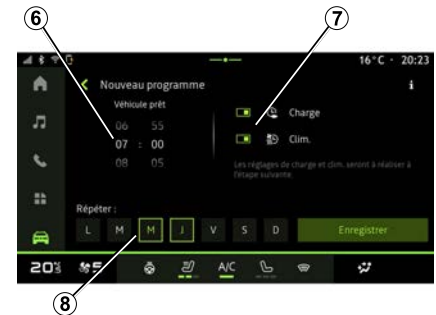 6
7
16°C · 20:23
Nouveau programme
i
Véhicule prêt
06 55
07 : 00
08 05
Charge
Clim.
Les réglages de charge et clim. seront à réaliser à
l'étape suivante
Répéter :
L M M J V S D
Enregistrer
20 5 A/C
8